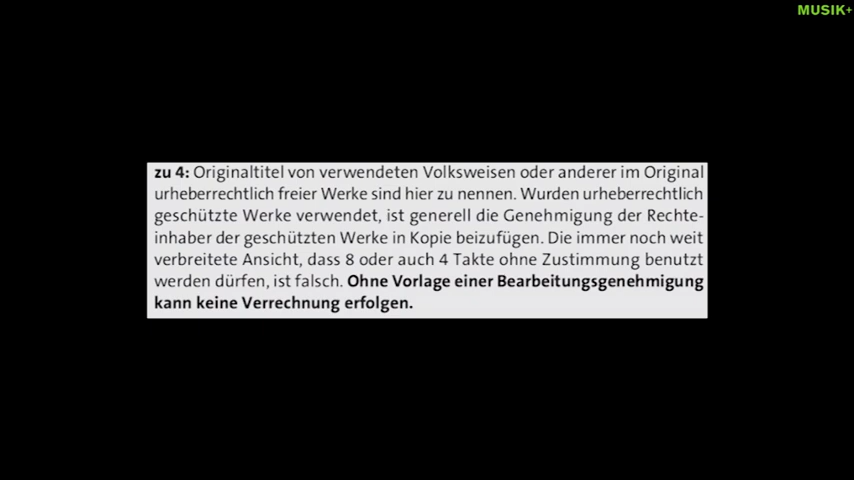 MUSIK+
zu 4: Originaltitel von verwendeten Volksweisen oder anderer im Original
urheberrechtlich freier Werke sind hier zu nennen. Wurden urheberrechtlich
geschützte Werke verwendet, ist generell die Genehmigung der Rechte-
inhaber der geschützten Werke in Kopie beizufügen. Die immer noch weit
verbreitete Ansicht, dass 8 oder auch 4 Takte ohne Zustimmung benutzt
werden dürfen, ist falsch. Ohne Vorlage einer Bearbeitungsgenehmigung
kann keine Verrechnung erfolgen.